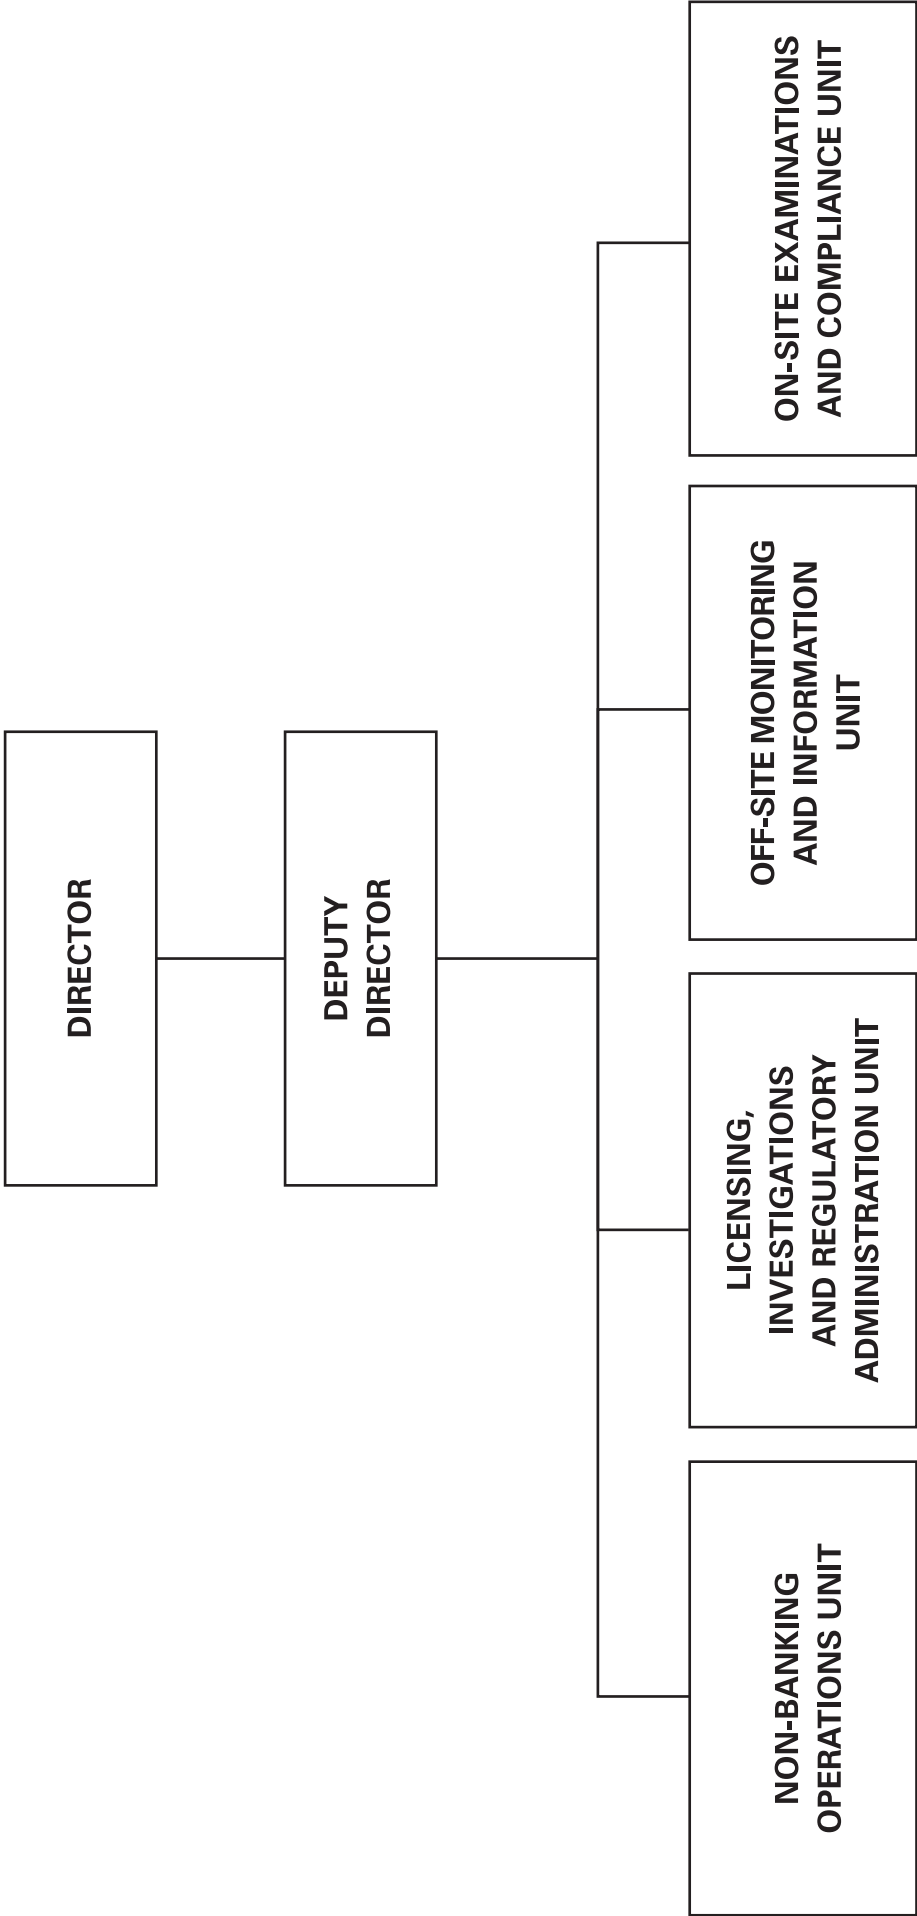 DIRECTOR
DEPUTY
DIRECTOR
NON-BANKING
OPERATIONS UNIT
LICENSING,
INVESTIGATIONS
AND REGULATORY
ADMINISTRATION UNIT
OFF-SITE MONITORING
AND INFORMATION
UNIT
ON-SITE EXAMINATIONS
AND COMPLIANCE UNIT